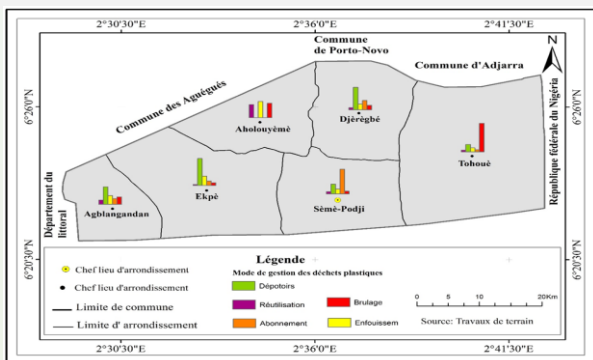 2°30'30"E 2°36'0"E 2°41'30"E
Commune
de Porto-Novo
Commune d'Adjarra
N
Commune des Aguégués
6°26'0"N
6°26'0"N
République fédérale du Nigéria
Aholouyèmè
Djèrègbé
Tohouè
Département du
littoral
Agblangandan
Ekpè
Sèmè-Podji
6°20'30"N
6°20'30"N
Légende
Chef lieu d'arrondissement
Chef lieu d'arrondissement
Limite de commune
Limite d' arrondissement
Mode de gestion des déchets plastiques
Dépotoirs
Réutilisation
Brulage
Abonnement
Enfouissem
0 5 10 20Km
Source: Travaux de terrain
2°30'30"E 2°36'0"E 2°41'30"E